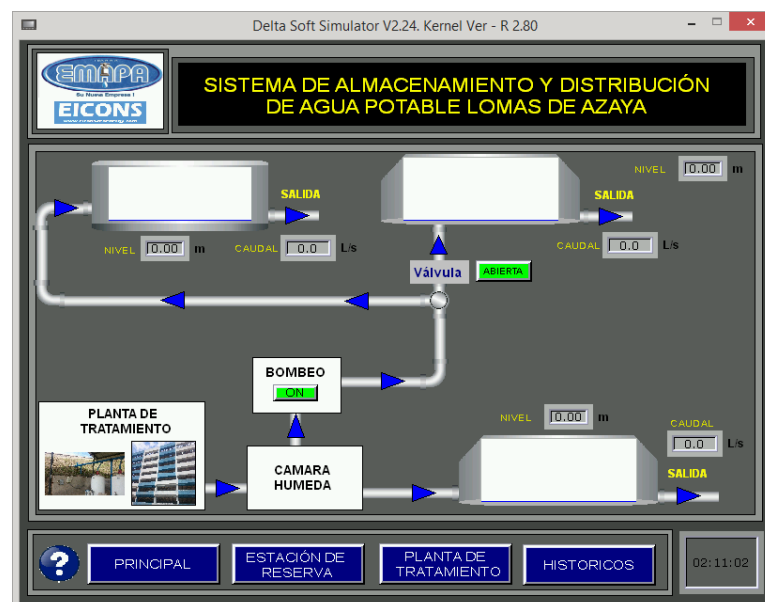 Delta Soft Simulator V2.24. Kernel Ver - R 2.80
EMAPA
EICONS
SISTEMA DE ALMACENAMIENTO Y DISTRIBUCIÓN
DE AGUA POTABLE LOMAS DE AZAYA
NIVEL 0.00 m
SALIDA
SALIDA
NIVEL 0.00 m
CAUDAL 0.0 L/s
CAUDAL 0.0 L/s
Válvula ABIERTA
BOMBEO
ON
PLANTA DE
TRATAMIENTO
NIVEL 0.00 m
CAUDAL
0.0 L/s
CAMARA
HUMEDA
SALIDA
?
PRINCIPAL
ESTACIÓN DE
RESERVA
PLANTA DE
TRATAMIENTO
HISTORICOS
02:11:02